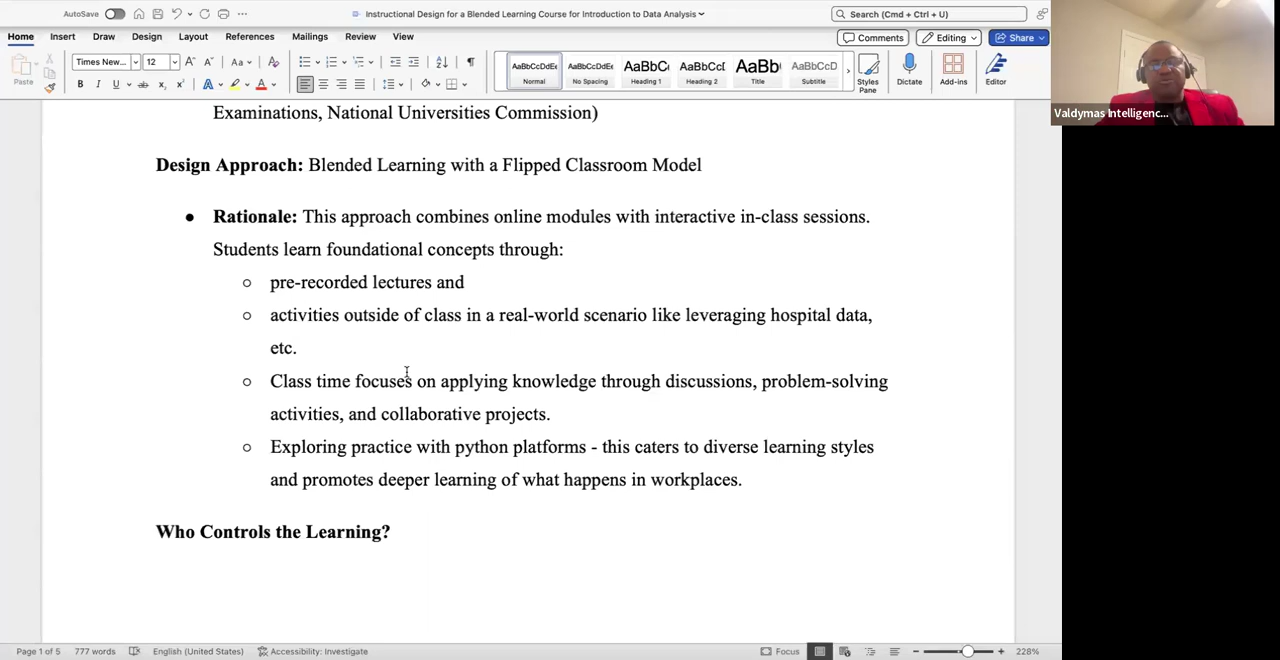 AutoSave
Instructional Design for a Blended Learning Course for Introduction to Data Analysis
Search (Cmd + Ctrl + U)
Home Insert Draw Design Layout References Mailings Review View
Comments Editing Share
Paste
Times New... 12
AaBbCcDdEe Normal
AaBbCcDdEe No Spacing
AaBbCc Heading 1
AaBbCcD Heading 2
AaBb Title
AaBbCcD Subtitle
Styles Pane
Dictate
Add-ins
Editor
Valdymas Intelligenc...
Examinations, National Universities Commission)
Design Approach: Blended Learning with a Flipped Classroom Model
● Rationale: This approach combines online modules with interactive in-class sessions.
Students learn foundational concepts through:
○ pre-recorded lectures and
○ activities outside of class in a real-world scenario like leveraging hospital data,
etc.
○ Class time focuses on applying knowledge through discussions, problem-solving
activities, and collaborative projects.
○ Exploring practice with python platforms - this caters to diverse learning styles
and promotes deeper learning of what happens in workplaces.
Who Controls the Learning?
Page 1 of 5 777 words English (United States) Accessibility: Investigate Focus 228%